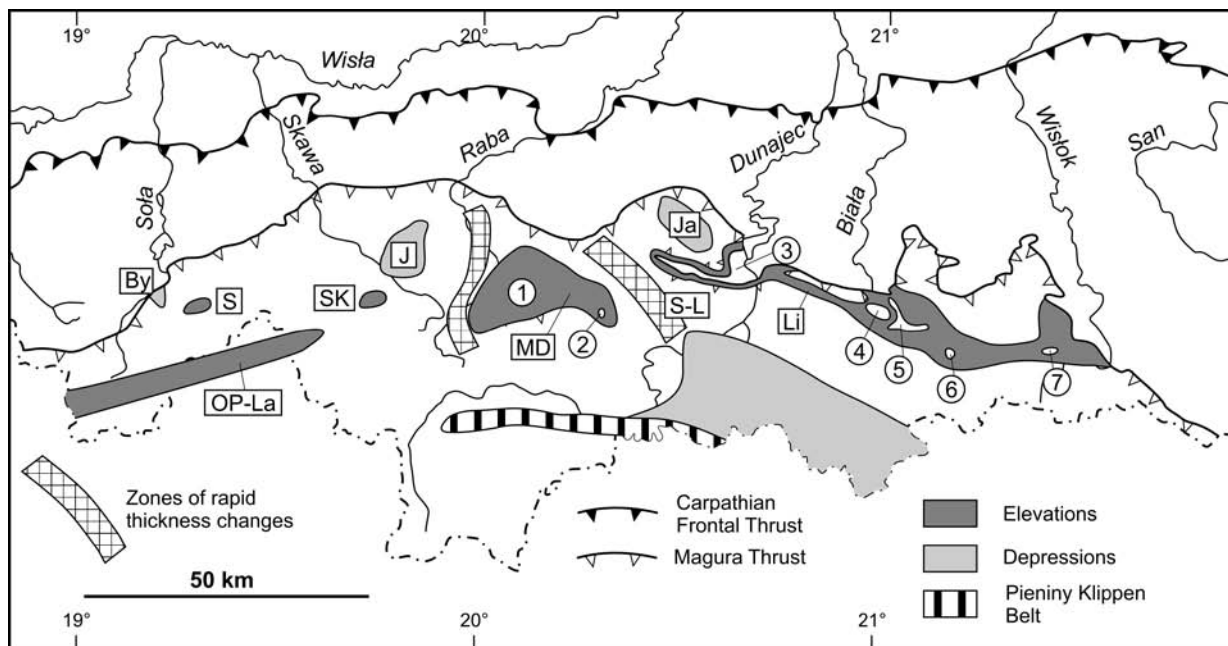 19°
20°
21°
Wisła
Skawa
Raba
Dunajec
Wisłok
San
Soła
Biała
Ja
J
3
By
S
SK
1
S-L
Li
MD
2
4
5
6
7
OP-La
Zones of rapid
thickness changes
Carpathian
Frontal Thrust
Magura Thrust
Elevations
Depressions
Pieniny Klippen
Belt
50 km
19°
20°
21°